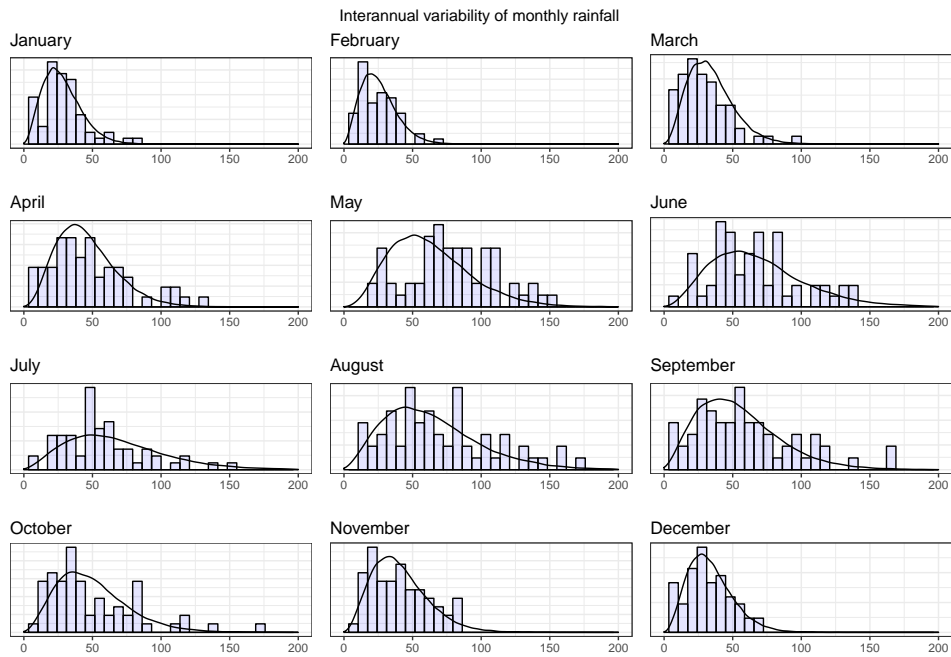 Interannual variability of monthly rainfall
January February March
0 50 100 150 200 0 50 100 150 200 0 50 100 150 200
April May June
0 50 100 150 200 0 50 100 150 200 0 50 100 150 200
July August September
0 50 100 150 200 0 50 100 150 200 0 50 100 150 200
October November December
0 50 100 150 200 0 50 100 150 200 0 50 100 150 200